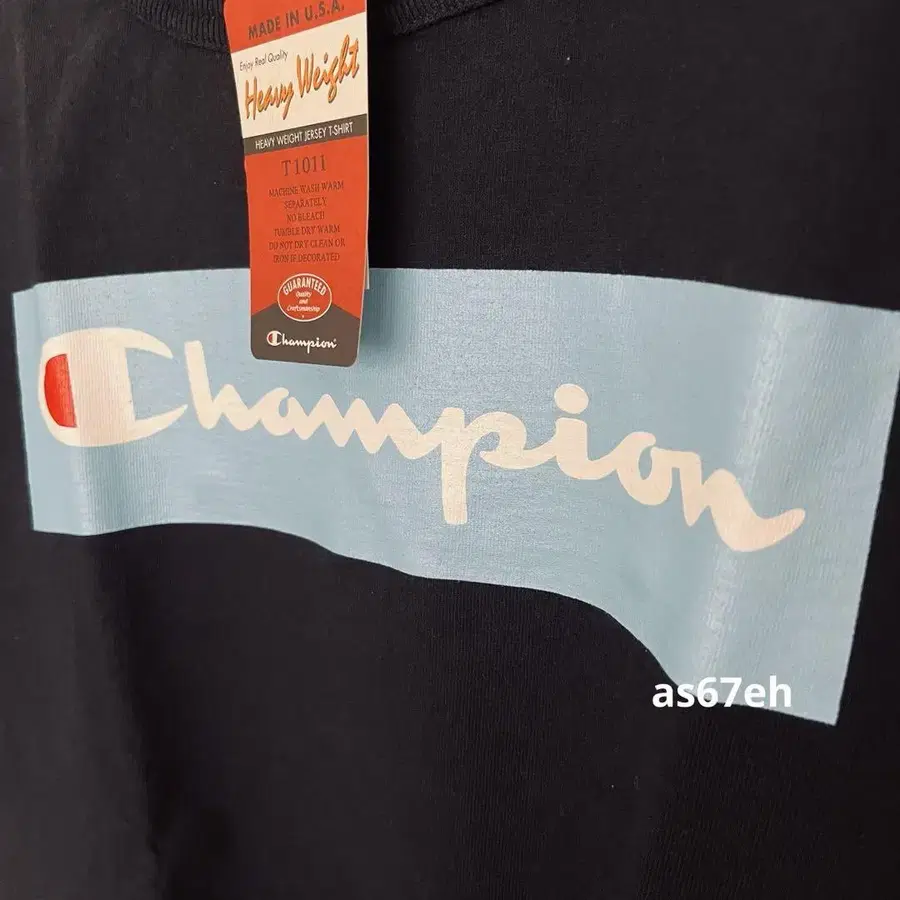 MADE IN U.S.A.
Enjoy Real Quality
Heavy Weight
HEAVY WEIGHT JERSEY T-SHIRT
T1011
MACHINE WASH WARM
SEPARATELY
NO BLEACH
TUMBLE DRY WARM
DO NOT DRY CLEAN OR
IRON IF DECORATED
GUARANTEED
Quality
and
Craftsmanship
Champion
Champion
as67eh